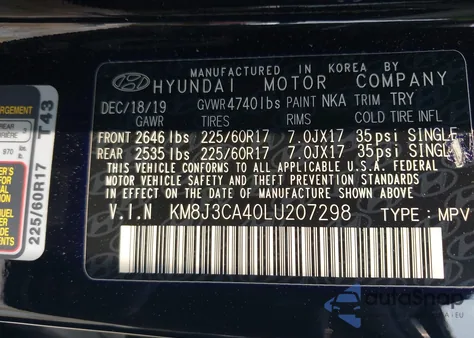 MANUFACTURED IN KOREA BY
HYUNDAI MOTOR COMPANY
DEC/18/19 GVWR 4740lbs PAINT NKA TRIM TRY
GAWR TIRES RIMS COLD TIRE INFL
FRONT 2646 lbs 225/60R17 7.0JX17 35psi SINGLE
REAR 2535 lbs 225/60R17 7.0JX17 35psi SINGLE
THIS VEHICLE CONFORMS TO ALL APPLICABLE U.S.A. FEDERAL
MOTOR VEHICLE SAFETY, BUMPER, AND THEFT PREVENTION
STANDARDS IN EFFECT ON THE DATE OF MANUFACTURE SHOWN
ABOVE.
V.I.N KM8J3CA40LU207298 TYPE: MPV
225/60R17 T43
970 lbs
AutoSnap